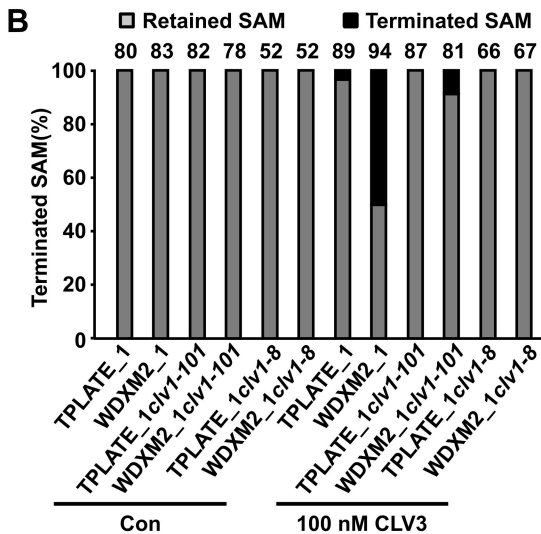 B
Retained SAM Terminated SAM
80 83 82 78 52 52 89 94 87 81 66 67
Terminated SAM(%)
100
80
60
40
20
0
TPLATE_1
WDXM2_1
TPLATE_1clv1-101
WDXM2_1clv1-101
TPLATE_1clv1-8
WDXM2_1clv1-8
TPLATE_1
WDXM2_1
TPLATE_1clv1-101
WDXM2_1clv1-101
TPLATE_1clv1-8
WDXM2_1clv1-8
Con 100 nM CLV3